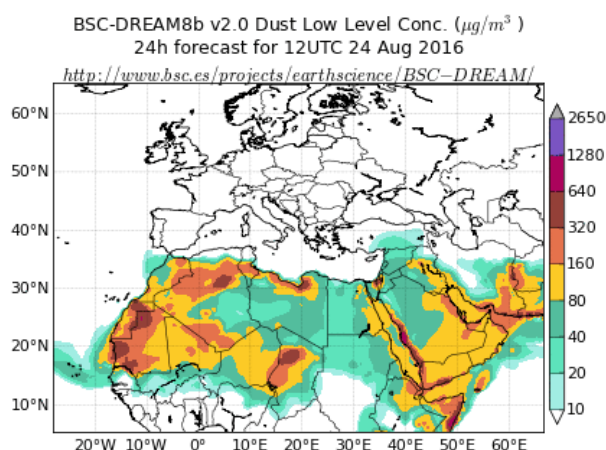 BSC-DREAM8b v2.0 Dust Low Level Conc. (μg/m³ )
24h forecast for 12UTC 24 Aug 2016
http://www.bsc.es/projects/earthscience/BSC−DREAM/
60°N
50°N
40°N
30°N
20°N
10°N
20°W 10°W 0° 10°E 20°E 30°E 40°E 50°E 60°E
2650
1280
640
320
160
80
40
20
10